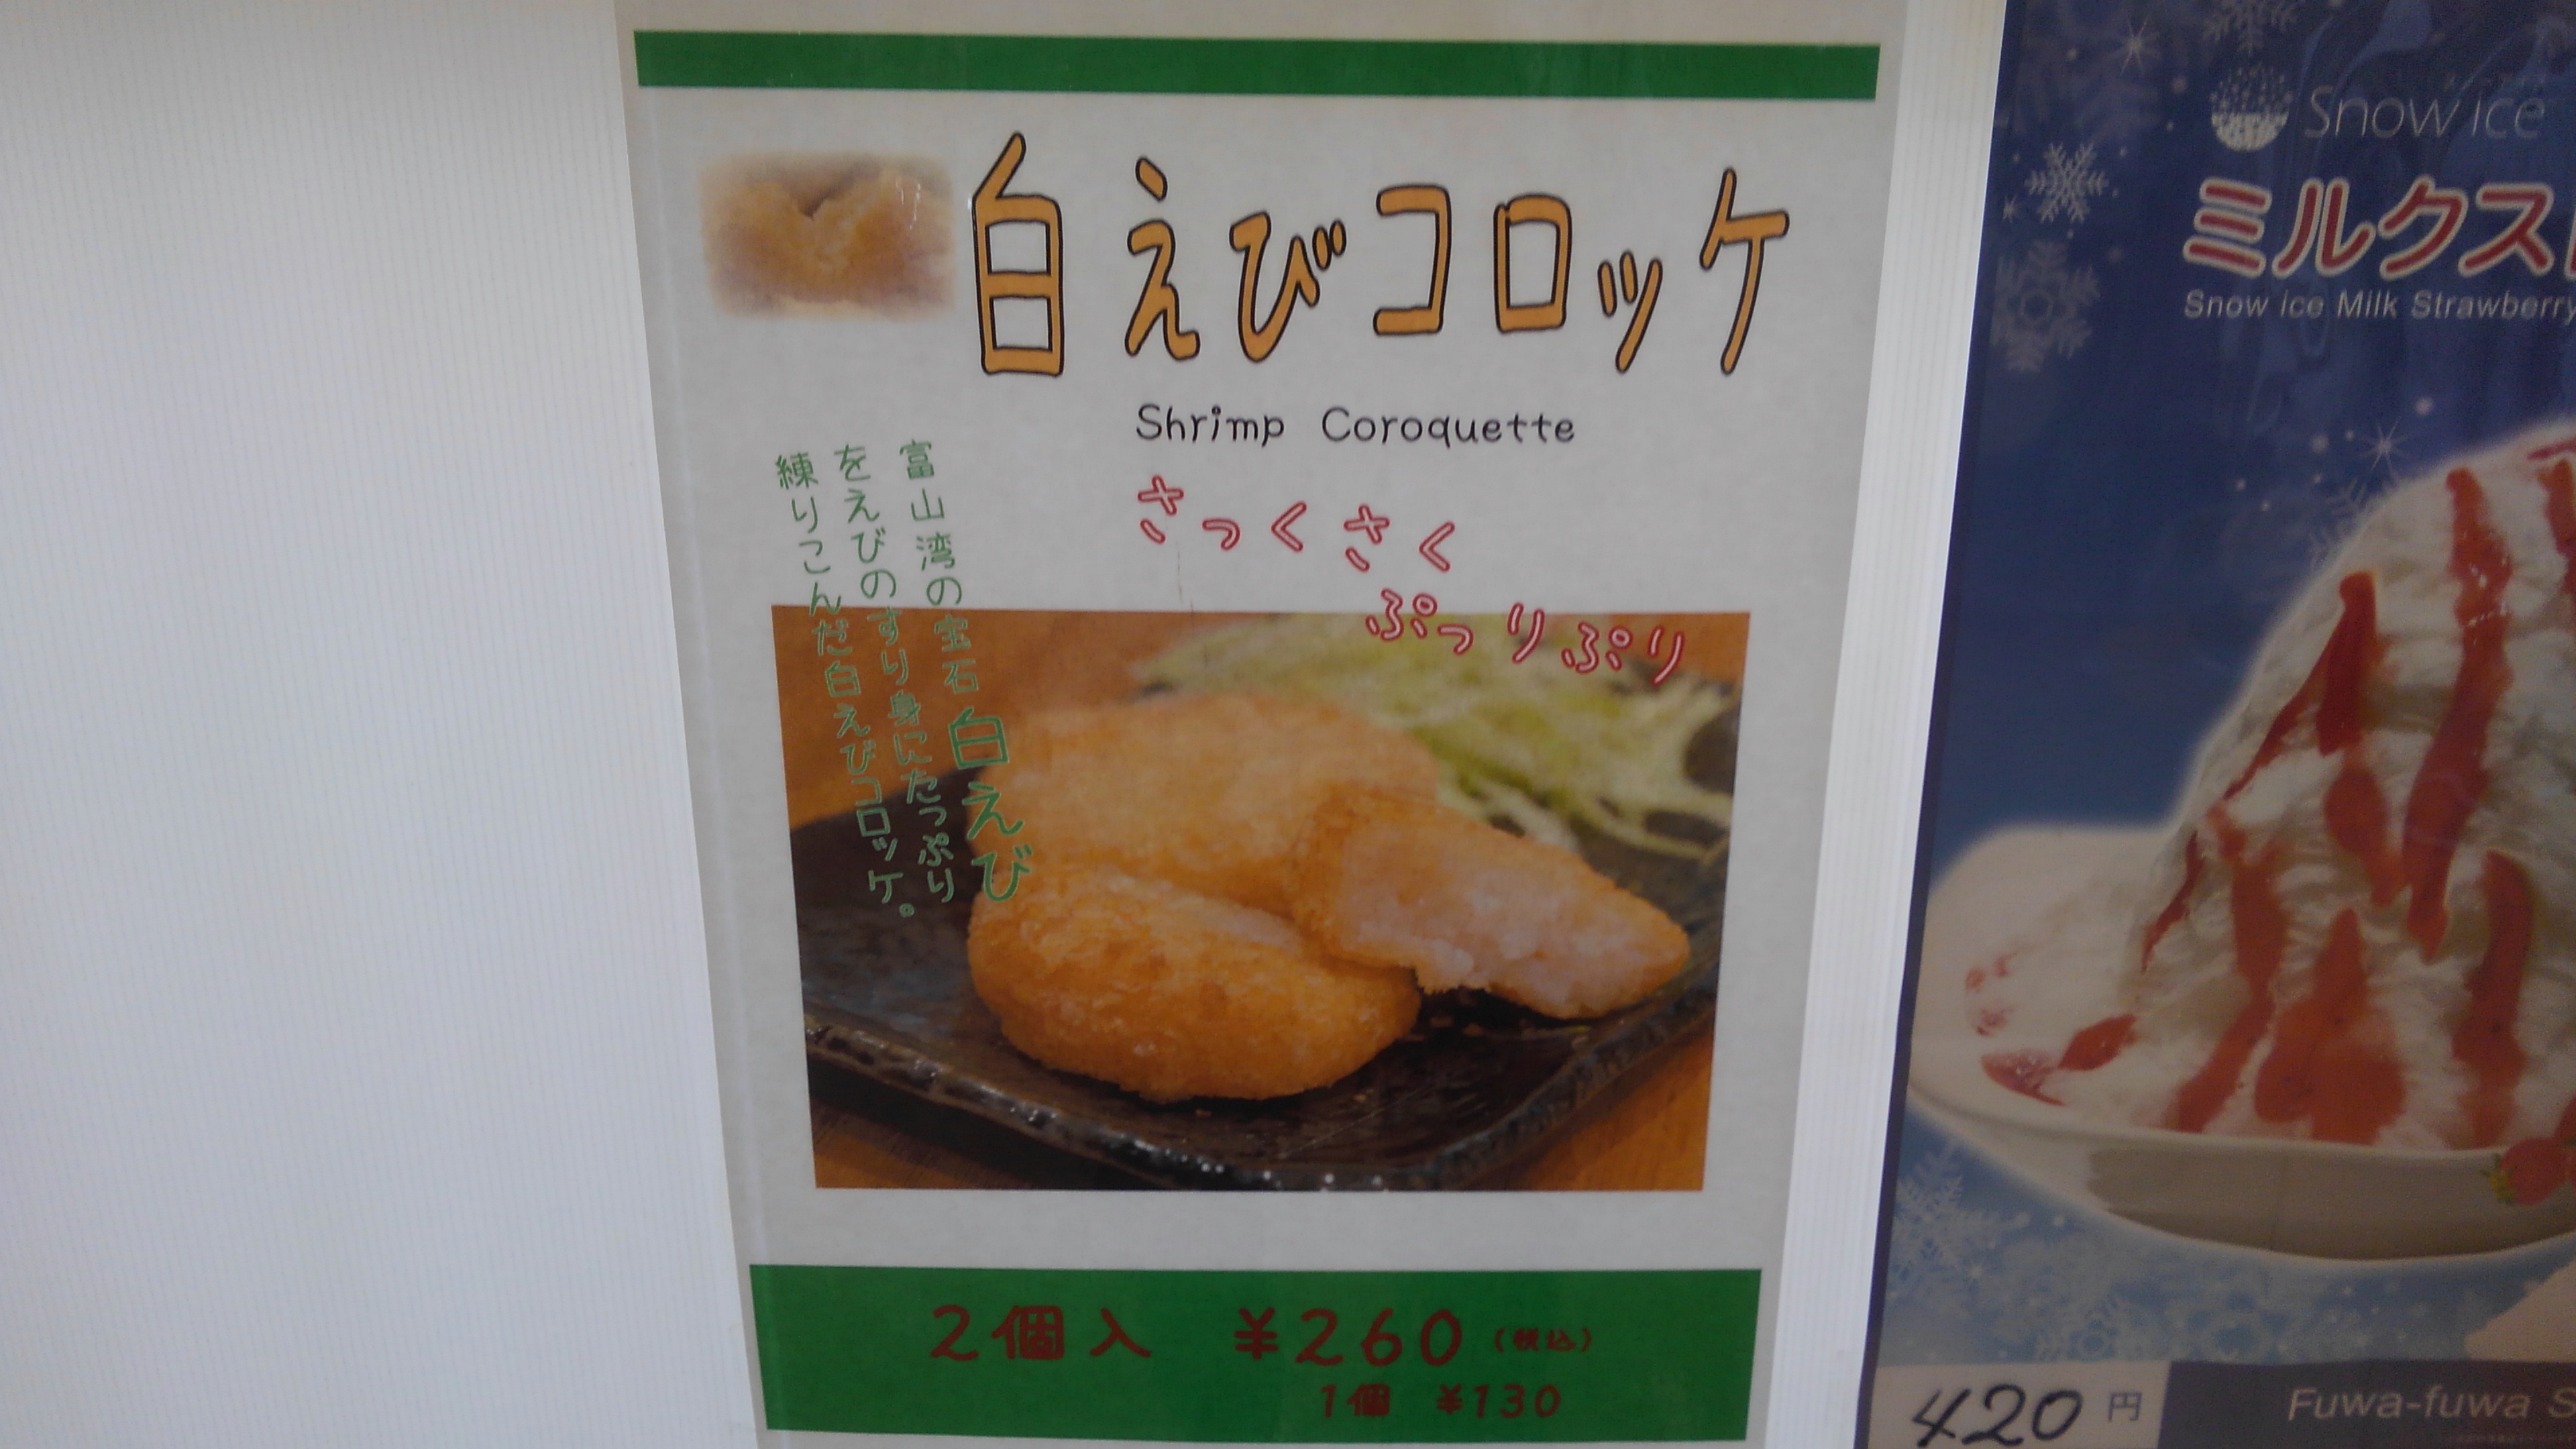 白えびコロッケ
Shrimp Coroquette
さっくさく
ぷっりぷり
富山湾の宝石 白えび
をえびのすり身にたっぷり
練りこんだ白えびコロッケ。
2個入 ¥260(税込)
1個 ¥130
Snow ice
ミルクス
Snow ice Milk Strawberry
420円
Fuwa-fuwa S